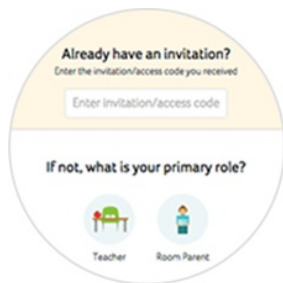 Already have an invitation?
Enter the invitation/access code you received
Enter invitation/access code
If not, what is your primary role?
Teacher Room Parent